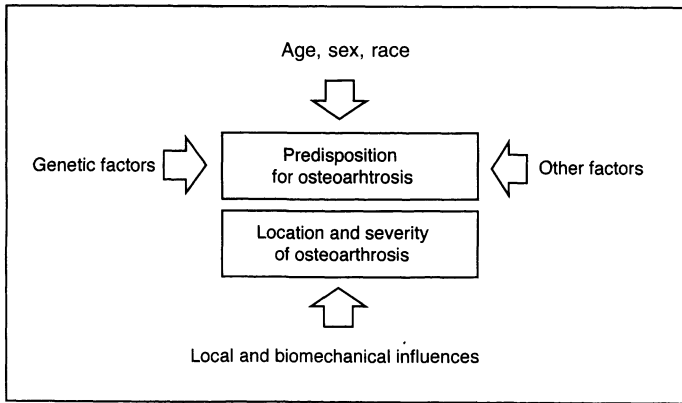 Age, sex, race
Genetic factors
Predisposition
for osteoarhtrosis
Other factors
Location and severity
of osteoarthrosis
Local and biomechanical influences